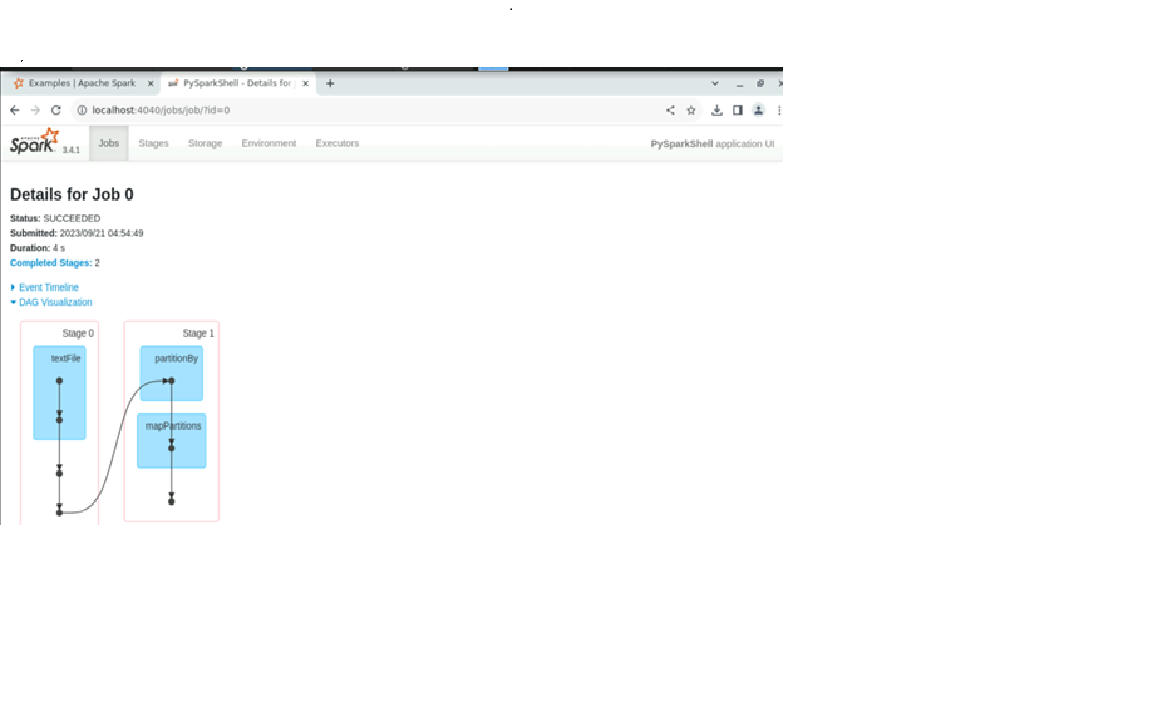 Examples | Apache Spark
PySparkShell - Details for
localhost:4040/jobs/job/?id=0
APACHE Spark 3.4.1 Jobs Stages Storage Environment Executors PySparkShell application UI
Details for Job 0
Status: SUCCEEDED
Submitted: 2023/09/21 04:54:49
Duration: 4 s
Completed Stages: 2
Event Timeline
DAG Visualization
Stage 0
textFile
Stage 1
partitionBy
mapPartitions